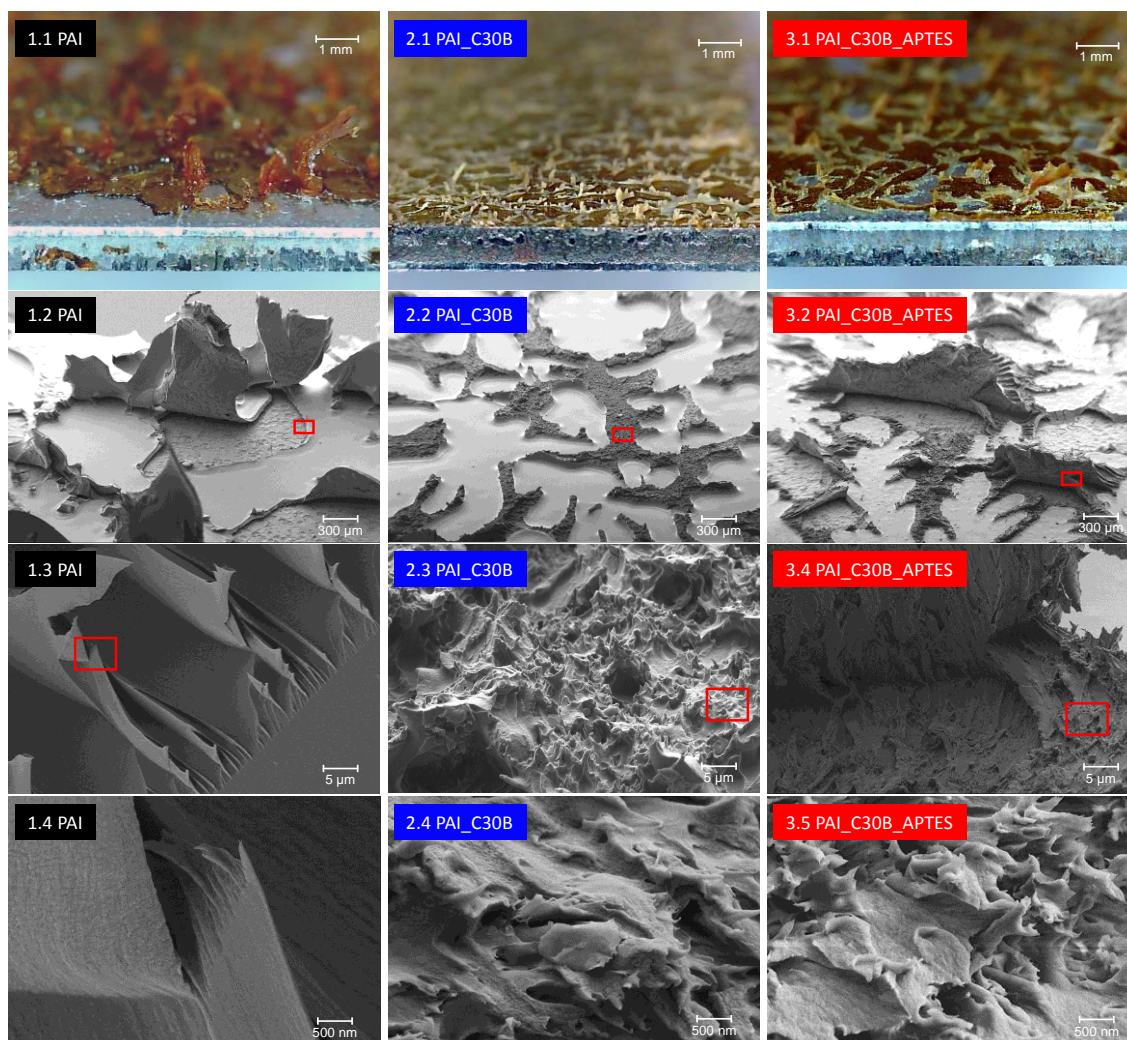 1.1 PAI
1 mm
2.1 PAI_C30B
1 mm
3.1 PAI_C30B_APTES
1 mm
1.2 PAI
300 µm
2.2 PAI_C30B
300 µm
3.2 PAI_C30B_APTES
300 µm
1.3 PAI
5 µm
2.3 PAI_C30B
5 µm
3.4 PAI_C30B_APTES
5 µm
1.4 PAI
500 nm
2.4 PAI_C30B
500 nm
3.5 PAI_C30B_APTES
500 nm